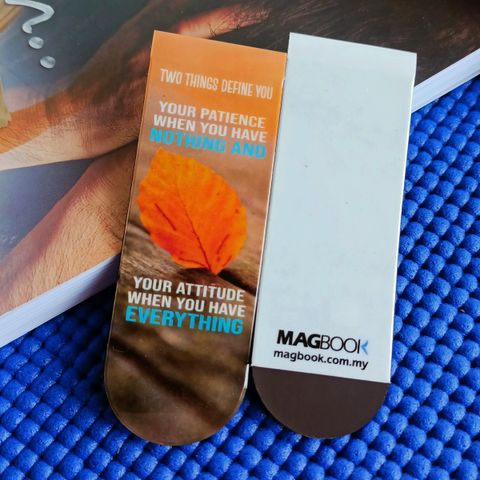 ?
TWO THINGS DEFINE YOU
YOUR PATIENCE
WHEN YOU HAVE
NOTHING AND
YOUR ATTITUDE
WHEN YOU HAVE
EVERYTHING
MAGBOOK
magbook.com.my